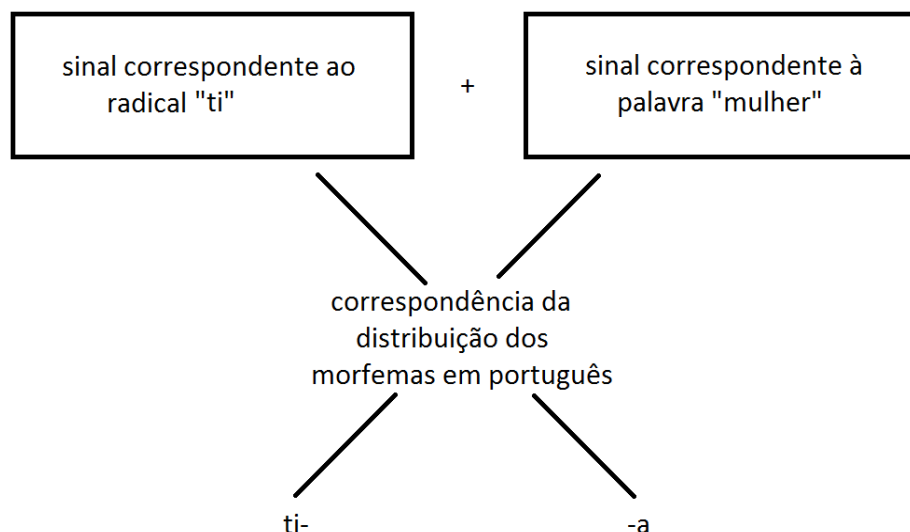 sinal correspondente ao
radical "ti"
+
sinal correspondente à
palavra "mulher"
correspondência da
distribuição dos
morfemas em português
ti-
-a